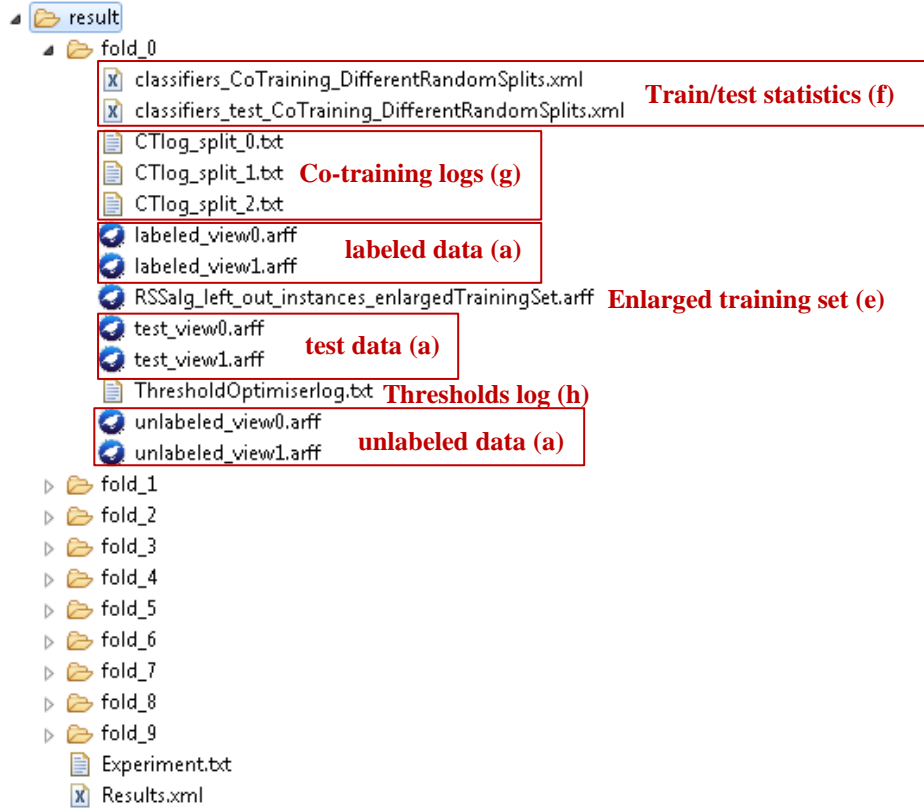 result
fold_0
classifiers_CoTraining_DifferentRandomSplits.xml
classifiers_test_CoTraining_DifferentRandomSplits.xml
Train/test statistics (f)
CTlog_split_0.txt
CTlog_split_1.txt Co-training logs (g)
CTlog_split_2.txt
labeled_view0.arff
labeled data (a)
labeled_view1.arff
RSSalg_left_out_instances_enlargedTrainingSet.arff Enlarged training set (e)
test_view0.arff
test data (a)
test_view1.arff
ThresholdOptimiserlog.txt Thresholds log (h)
unlabeled_view0.arff
unlabeled data (a)
unlabeled_view1.arff
fold_1
fold_2
fold_3
fold_4
fold_5
fold_6
fold_7
fold_8
fold_9
Experiment.txt
Results.xml